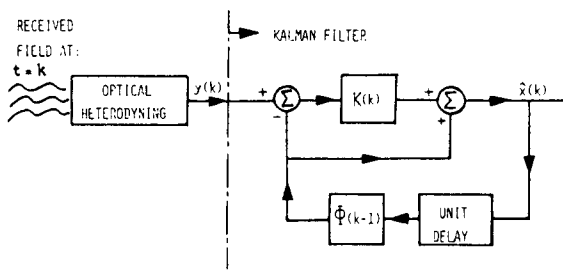 RECEIVED
FIELD AT:
t = k
OPTICAL
HETERODYNING
y(k)
KALMAN FILTER
+
−
Σ
K(k)
+
+
Σ
x̂(k)
Φ(k-1)
UNIT
DELAY